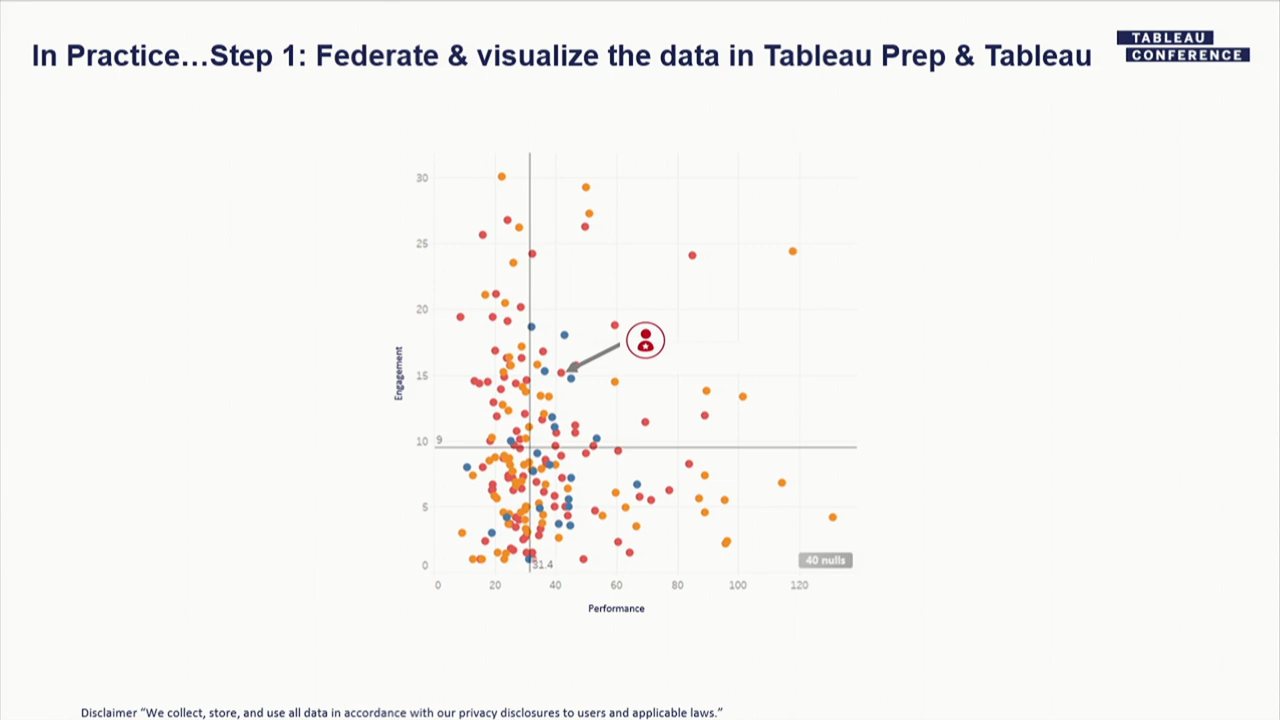 In Practice...Step 1: Federate & visualize the data in Tableau Prep & Tableau
TABLEAU
CONFERENCE
30
25
20
15
10
5
0
Engagement
9
31.4
40 nulls
0 20 40 60 80 100 120
Performance
Disclaimer "We collect, store, and use all data in accordance with our privacy disclosures to users and applicable laws."